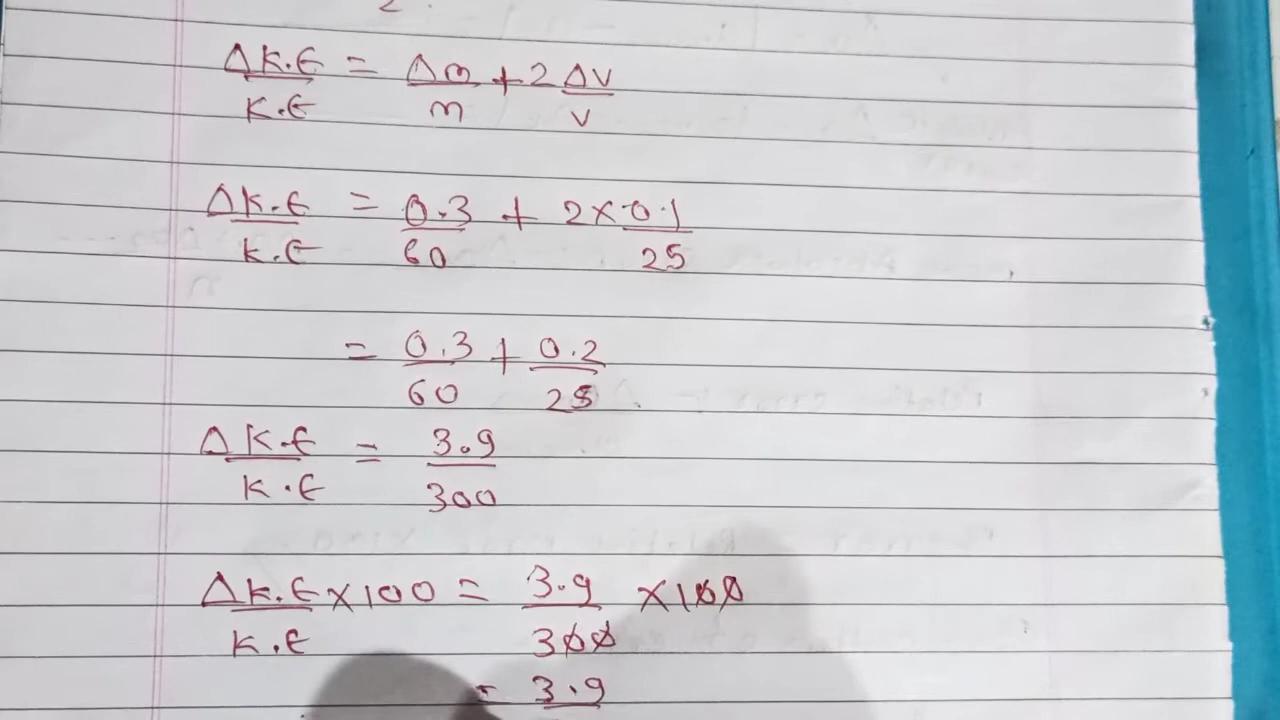 2
ΔK.E/K.E = Δm/m + 2 Δv/v
ΔK.E/K.E = 0.3/60 + 2×0.1/25
= 0.3/60 + 0.2/25
ΔK.E/K.E = 3.9/300
ΔK.E/K.E ×100 = 3.9/300 ×100
= 3.9